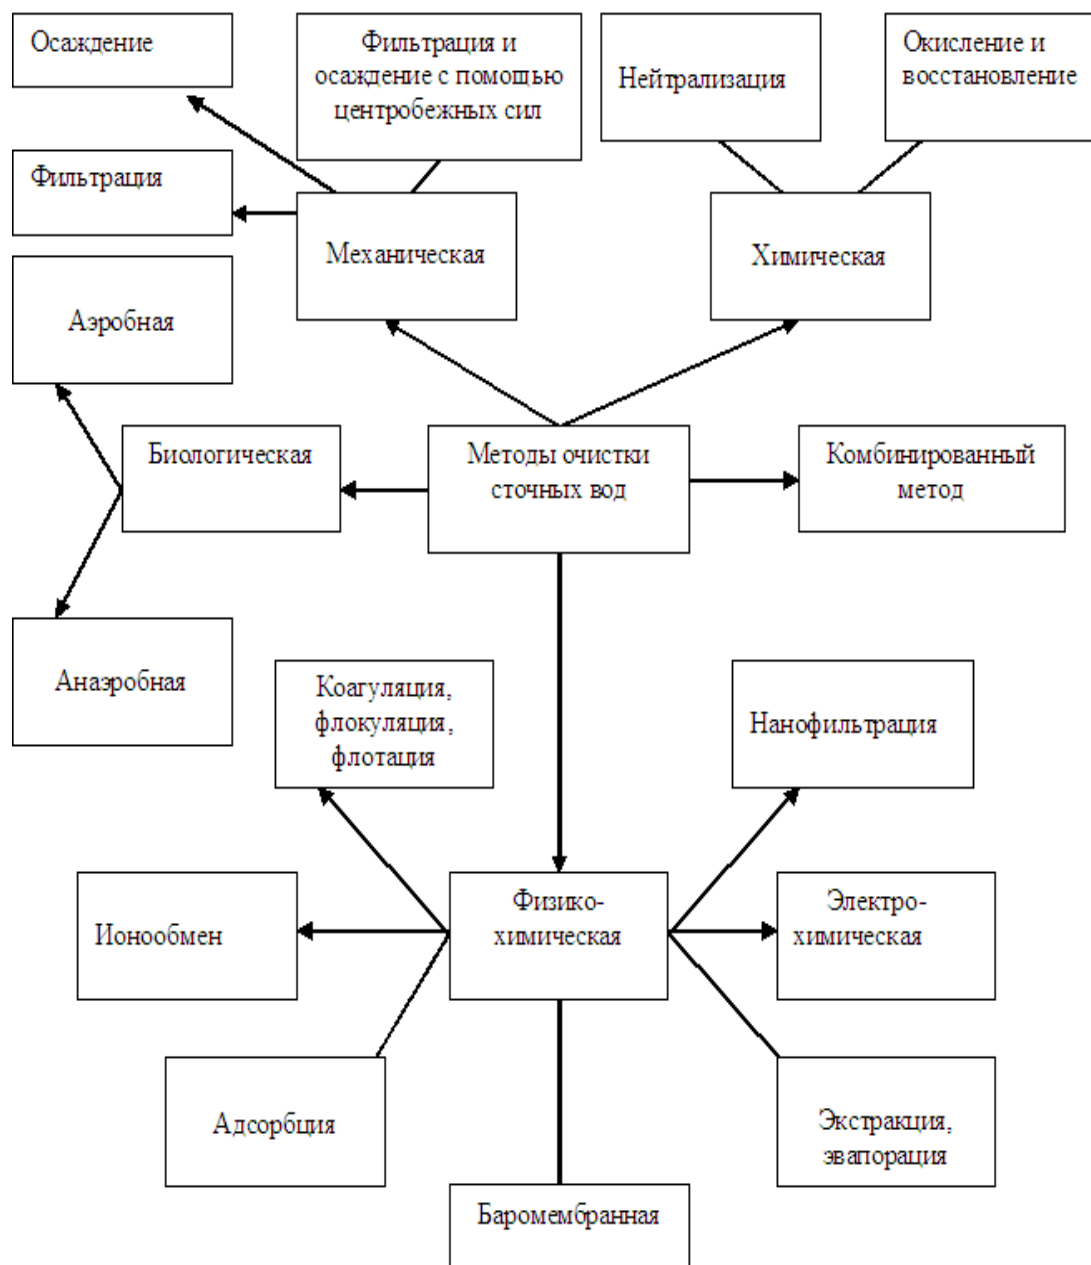 Осаждение
Фильтрация и
осаждение с помощью
центробежных сил
Нейтрализация
Окисление и
восстановление
Фильтрация
Механическая
Химическая
Аэробная
Биологическая
Методы очистки
сточных вод
Комбинированный
метод
Анаэробная
Коагуляция,
флокуляция,
флотация
Нанофильтрация
Ионообмен
Физико-
химическая
Электро-
химическая
Адсорбция
Экстракция,
эвапорация
Баромембранная